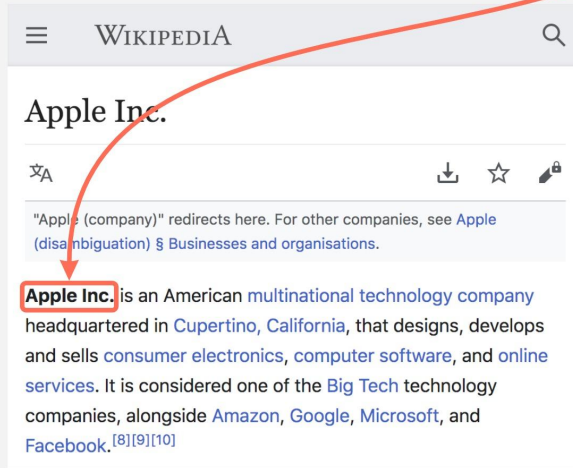 WIKIPEDIA
Apple Inc.
文A
"Apple (company)" redirects here. For other companies, see Apple
(disambiguation) § Businesses and organisations.
Apple Inc. is an American multinational technology company
headquartered in Cupertino, California, that designs, develops
and sells consumer electronics, computer software, and online
services. It is considered one of the Big Tech technology
companies, alongside Amazon, Google, Microsoft, and
Facebook.[8][9][10]